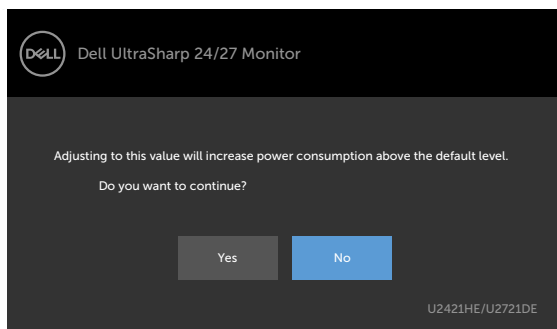 DELL
Dell UltraSharp 24/27 Monitor
Adjusting to this value will increase power consumption above the default level.
Do you want to continue?
Yes
No
U2421HE/U2721DE